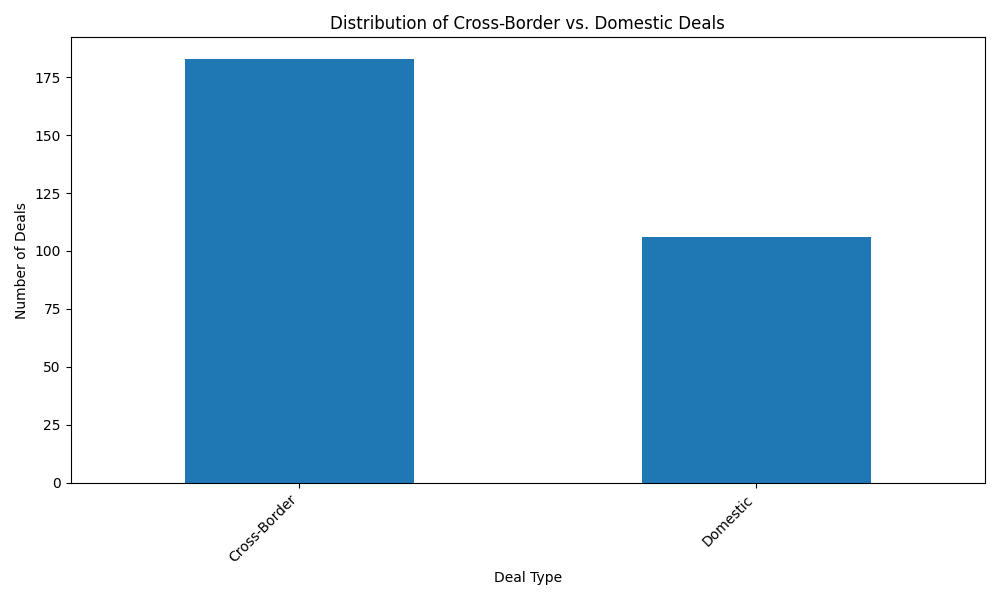 Distribution of Cross-Border vs. Domestic Deals
Number of Deals
175
150
125
100
75
50
25
0
Cross-Border
Domestic
Deal Type